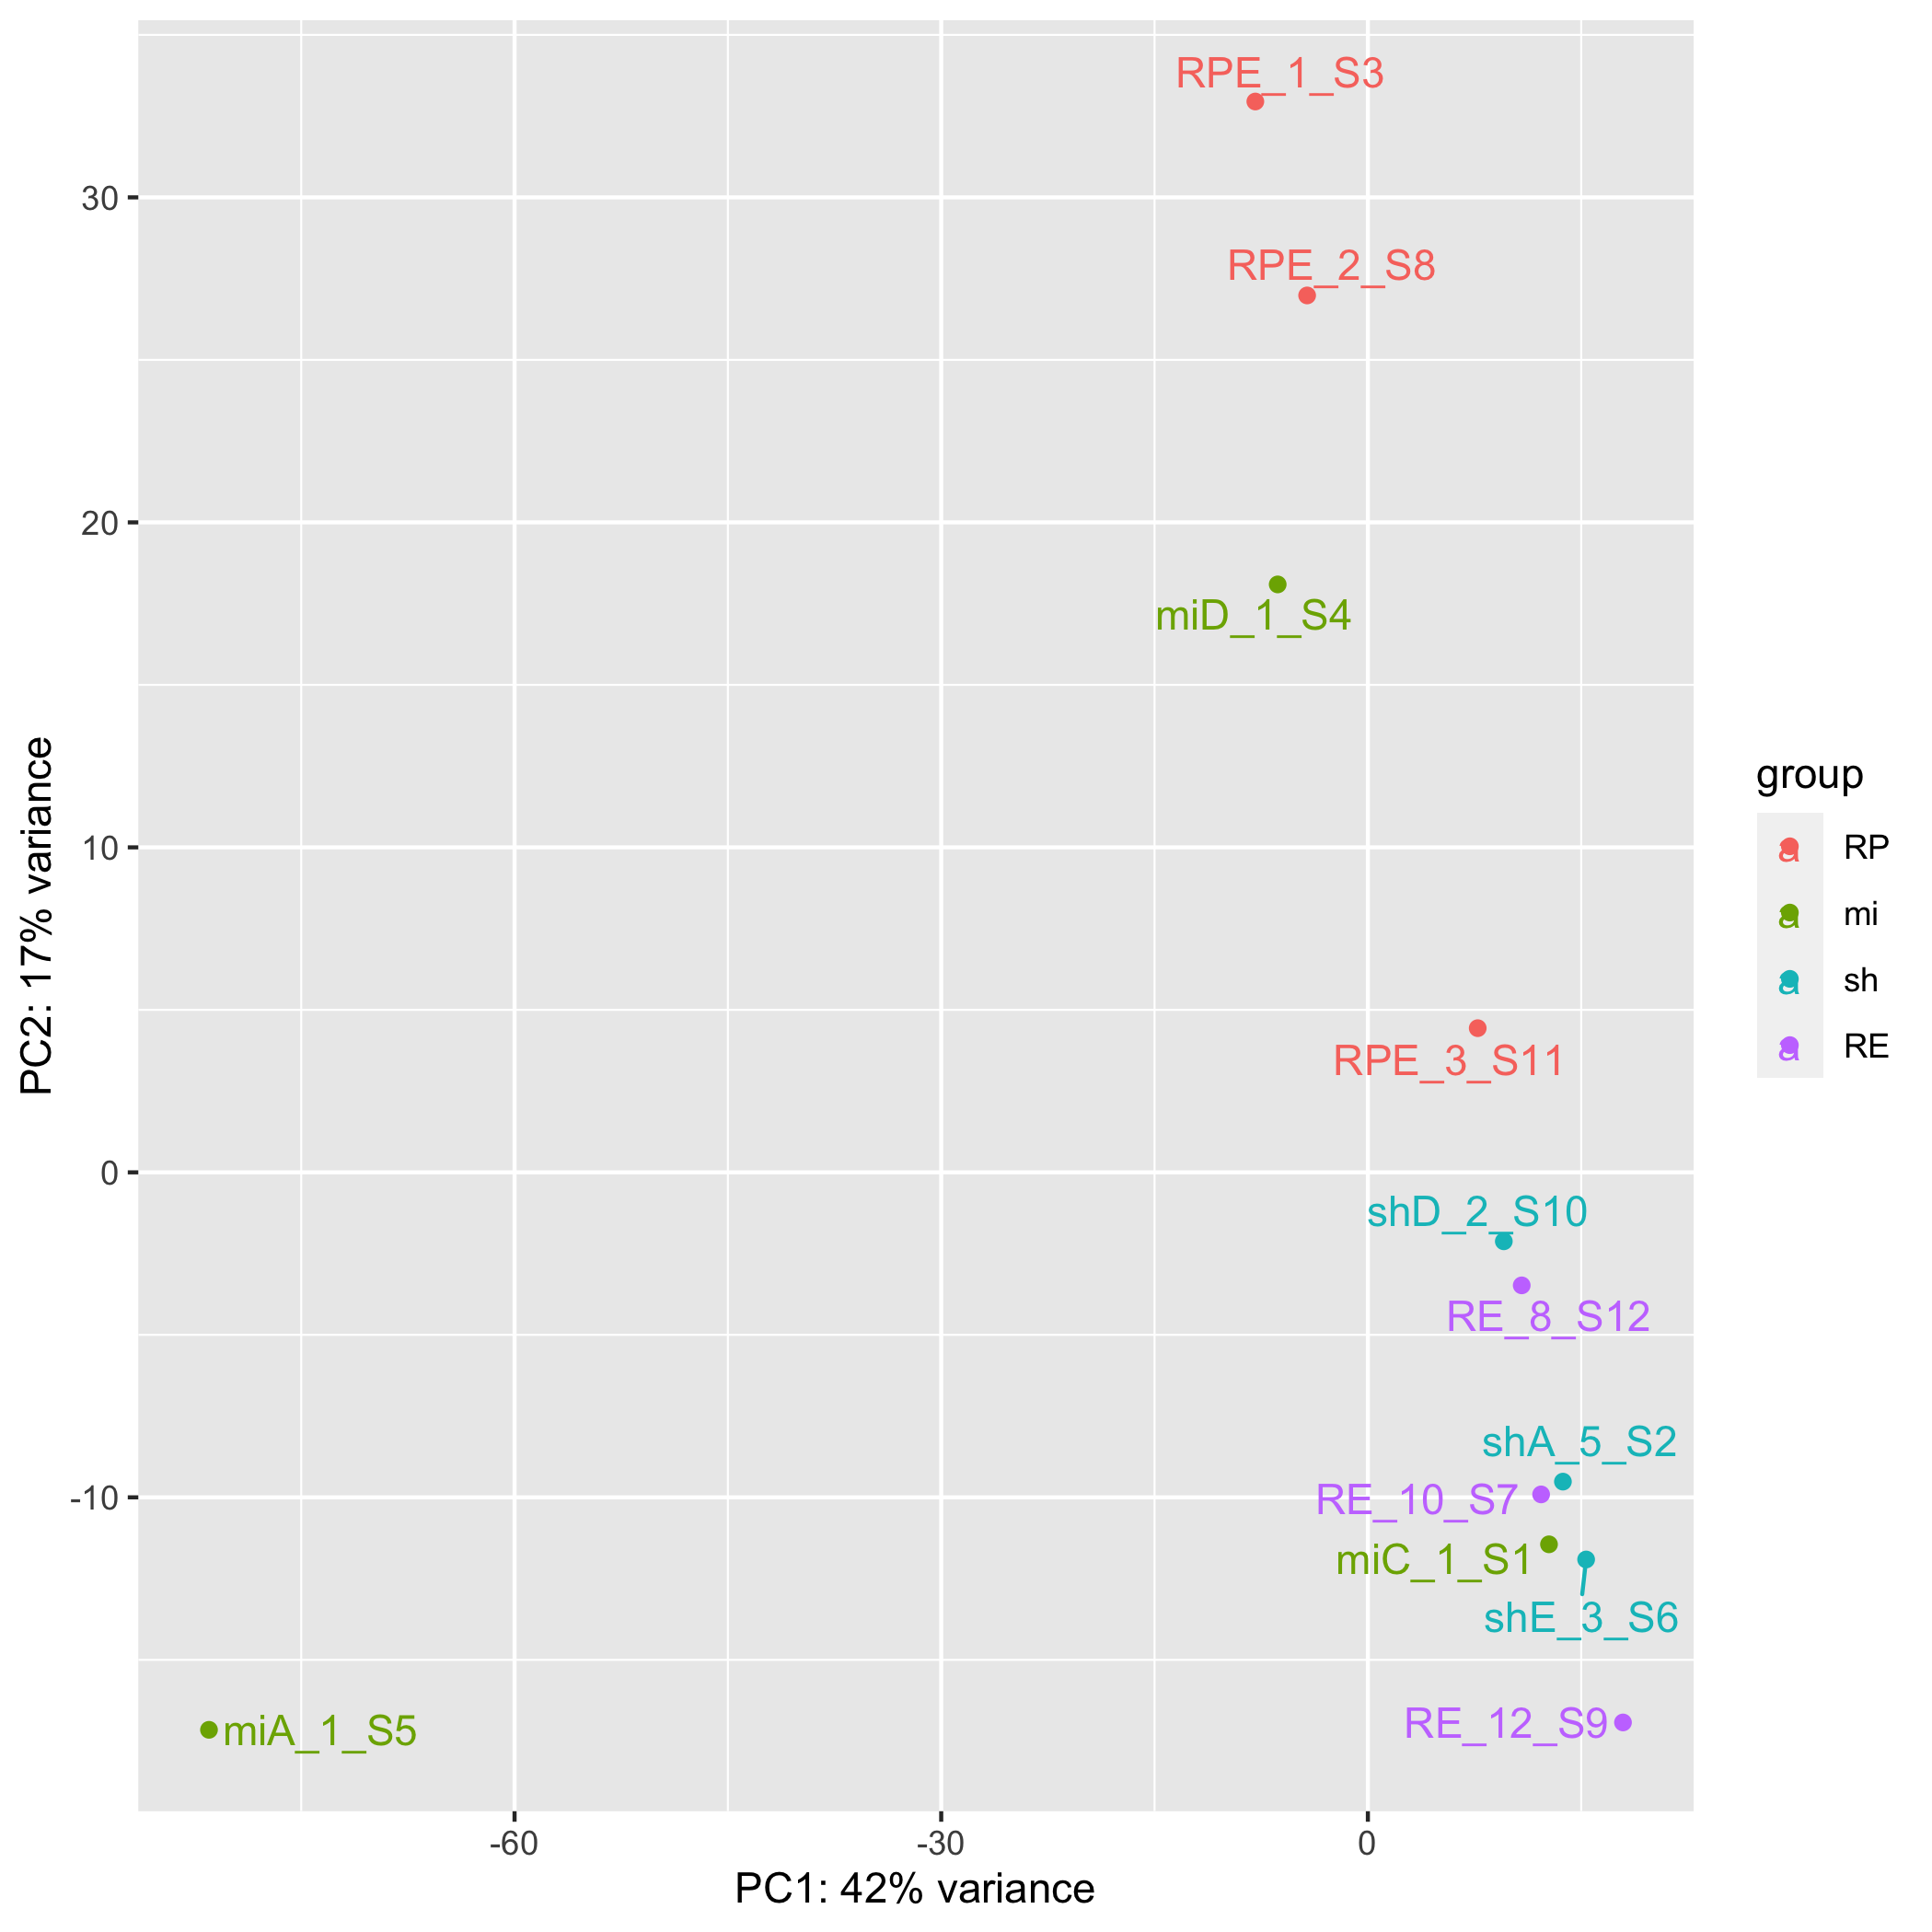 RPE_1_S3
30
RPE_2_S8
20
miD_1_S4
PC2: 17% variance
group
10
a RP
a mi
a sh
a RE
RPE_3_S11
0
shD_2_S10
RE_8_S12
shA_5_S2
-10
RE_10_S7
miC_1_S1
shE_3_S6
miA_1_S5
RE_12_S9
-60
-30
0
PC1: 42% variance